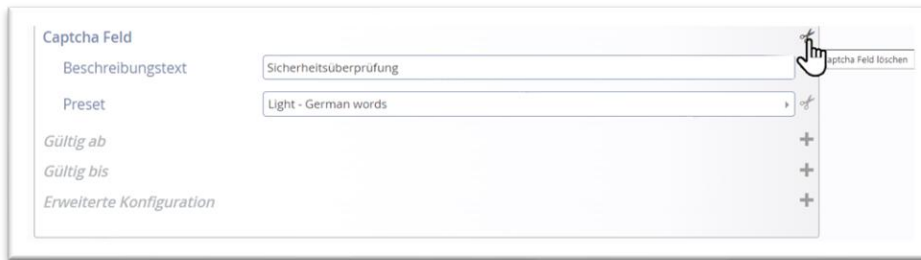 Captcha Feld
aptcha Feld löschen
Beschreibungstext Sicherheitsüberprüfung
Preset Light - German words
Gültig ab
Gültig bis
Erweiterte Konfiguration